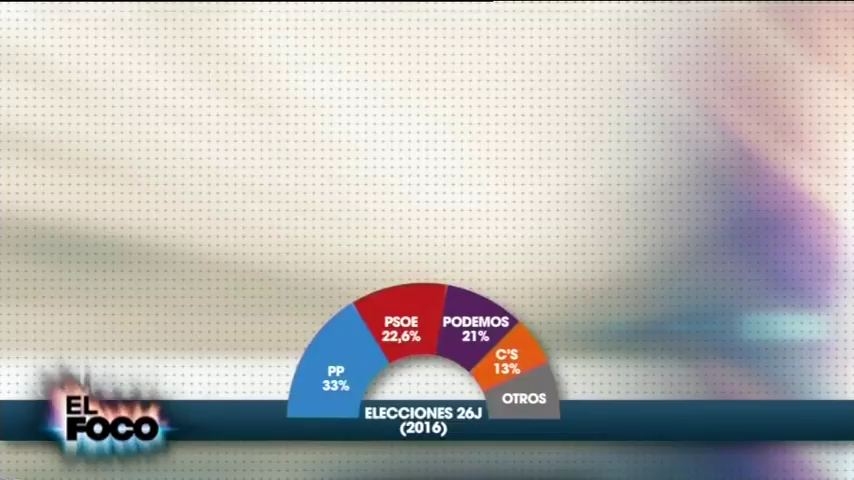 PSOE
22,6%
PODEMOS
21%
C'S
13%
PP
33%
OTROS
ELECCIONES 26J
(2016)
EL
FOCO